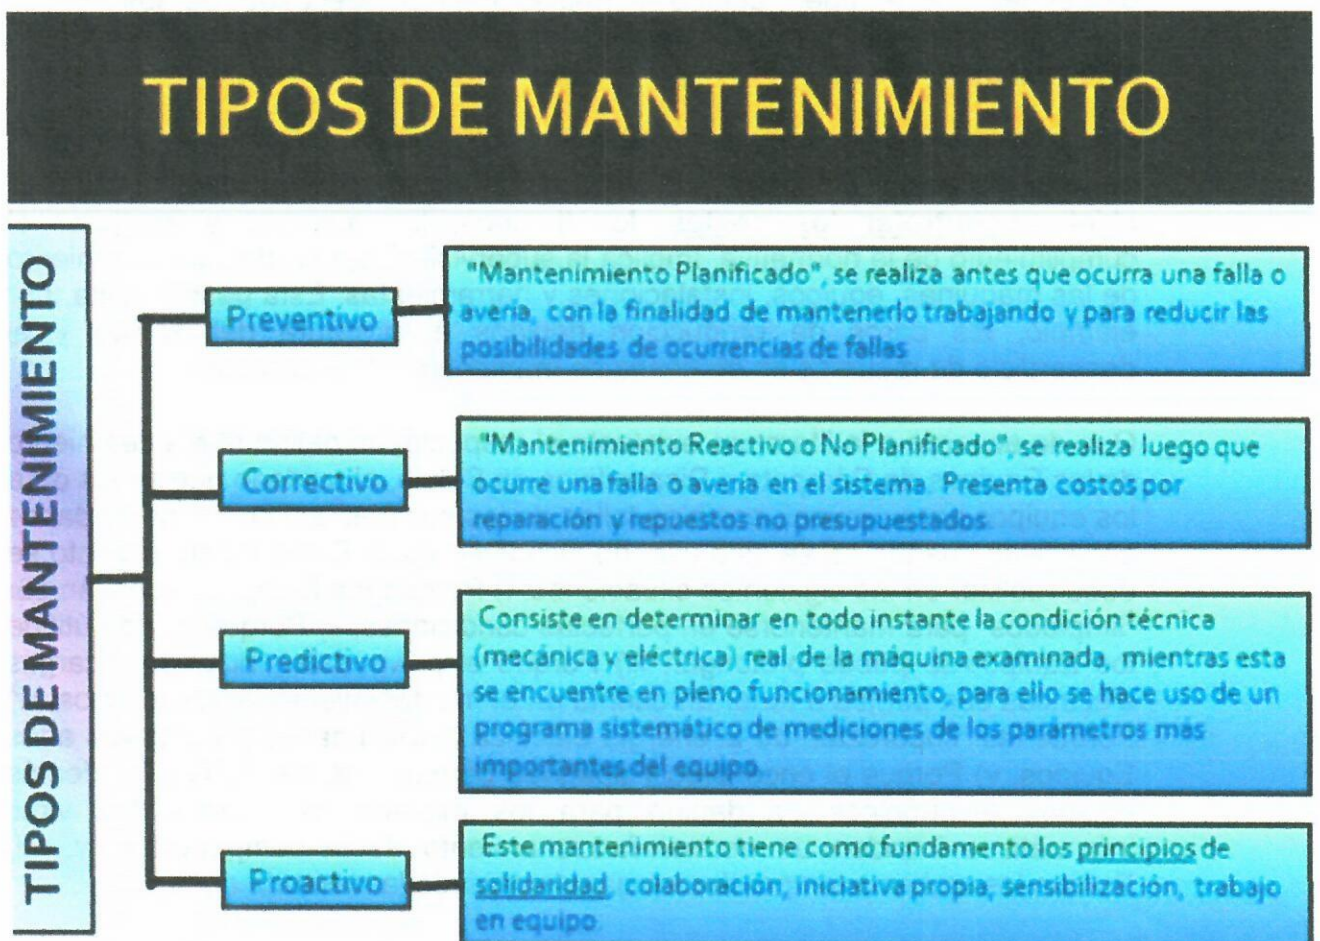 TIPOS DE MANTENIMIENTO
TIPOS DE MANTENIMIENTO
Preventivo
"Mantenimiento Planificado", se realiza antes que ocurra una falla o
avería, con la finalidad de mantenerlo trabajando y para reducir las
posibilidades de ocurrencias de fallas
Correctivo
"Mantenimiento Reactivo o No Planificado", se realiza luego que
ocurre una falla o avería en el sistema. Presenta costos por
reparación y repuestos no presupuestados
Predictivo
Consiste en determinar en todo instante la condición técnica
(mecánica y eléctrica) real de la máquina examinada, mientras esta
se encuentre en pleno funcionamiento, para ello se hace uso de un
programa sistemático de mediciones de los parámetros más
importantes del equipo.
Proactivo
Este mantenimiento tiene como fundamento los principios de
solidaridad, colaboración, iniciativa propia, sensibilización, trabajo
en equipo